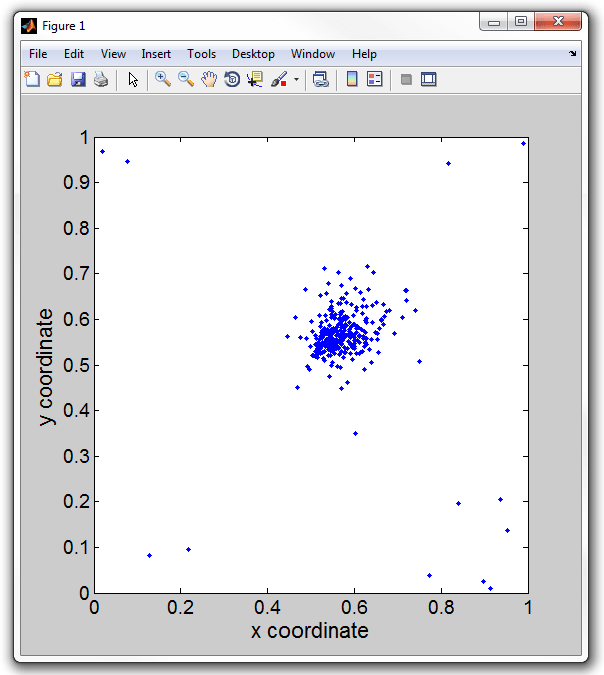 Figure 1
File Edit View Insert Tools Desktop Window Help
1
0.9
0.8
0.7
0.6
0.5
0.4
0.3
0.2
0.1
0
y coordinate
0 0.2 0.4 0.6 0.8 1
x coordinate